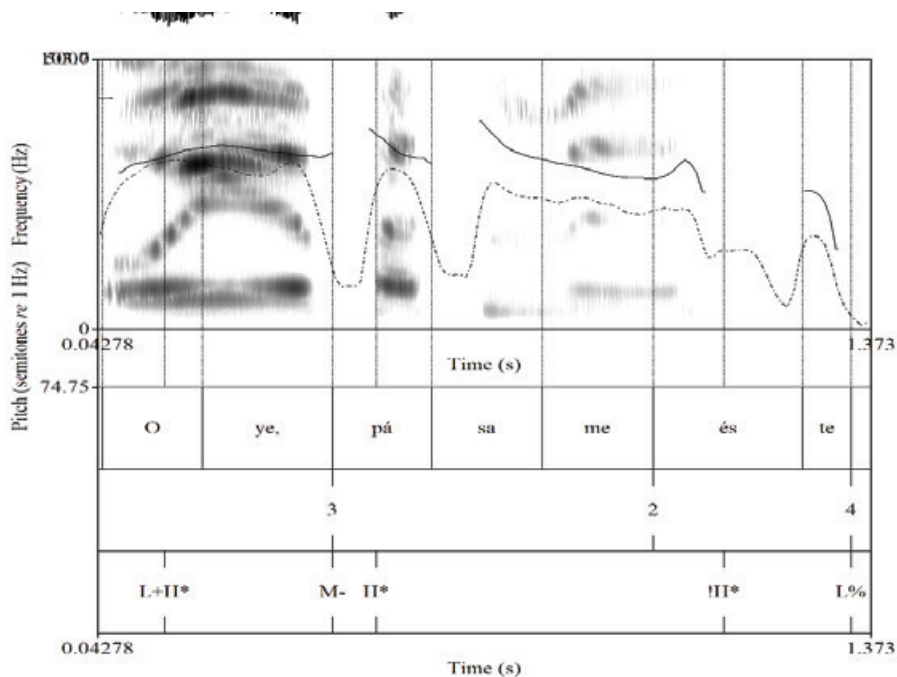 Pitch (semitones re 1 Hz) Frequency (Hz)
0
0.04278
1.373
Time (s)
74.75
O ye, pá sa me és te
3 2 4
L+H* M- H* !H* L%
0.04278
1.373
Time (s)